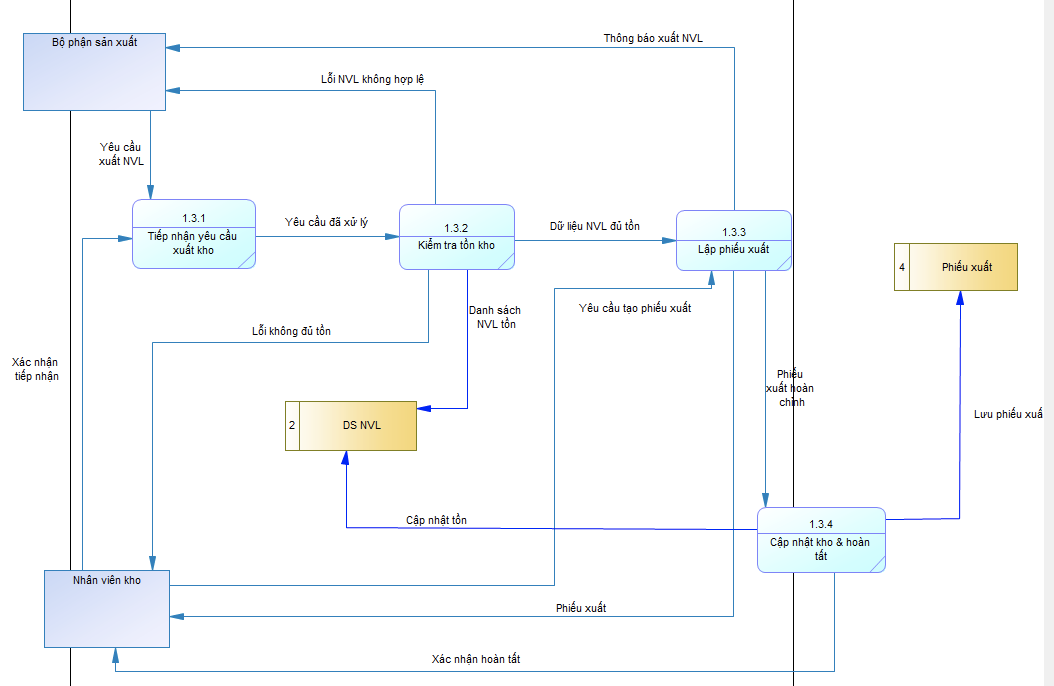 Bộ phận sản xuất
Thông báo xuất NVL
Lỗi NVL không hợp lệ
Yêu cầu
xuất NVL
1.3.1
Tiếp nhận yêu cầu
xuất kho
Yêu cầu đã xử lý
1.3.2
Kiểm tra tồn kho
Dữ liệu NVL đủ tồn
1.3.3
Lập phiếu xuất
4
Phiếu xuất
Danh sách
NVL tồn
Yêu cầu tạo phiếu xuất
Lỗi không đủ tồn
Xác nhận
tiếp nhận
Phiếu
xuất hoàn
chỉnh
Lưu phiếu xuấ
2
DS NVL
Cập nhật tồn
1.3.4
Cập nhật kho & hoàn
tất
Nhân viên kho
Phiếu xuất
Xác nhận hoàn tất